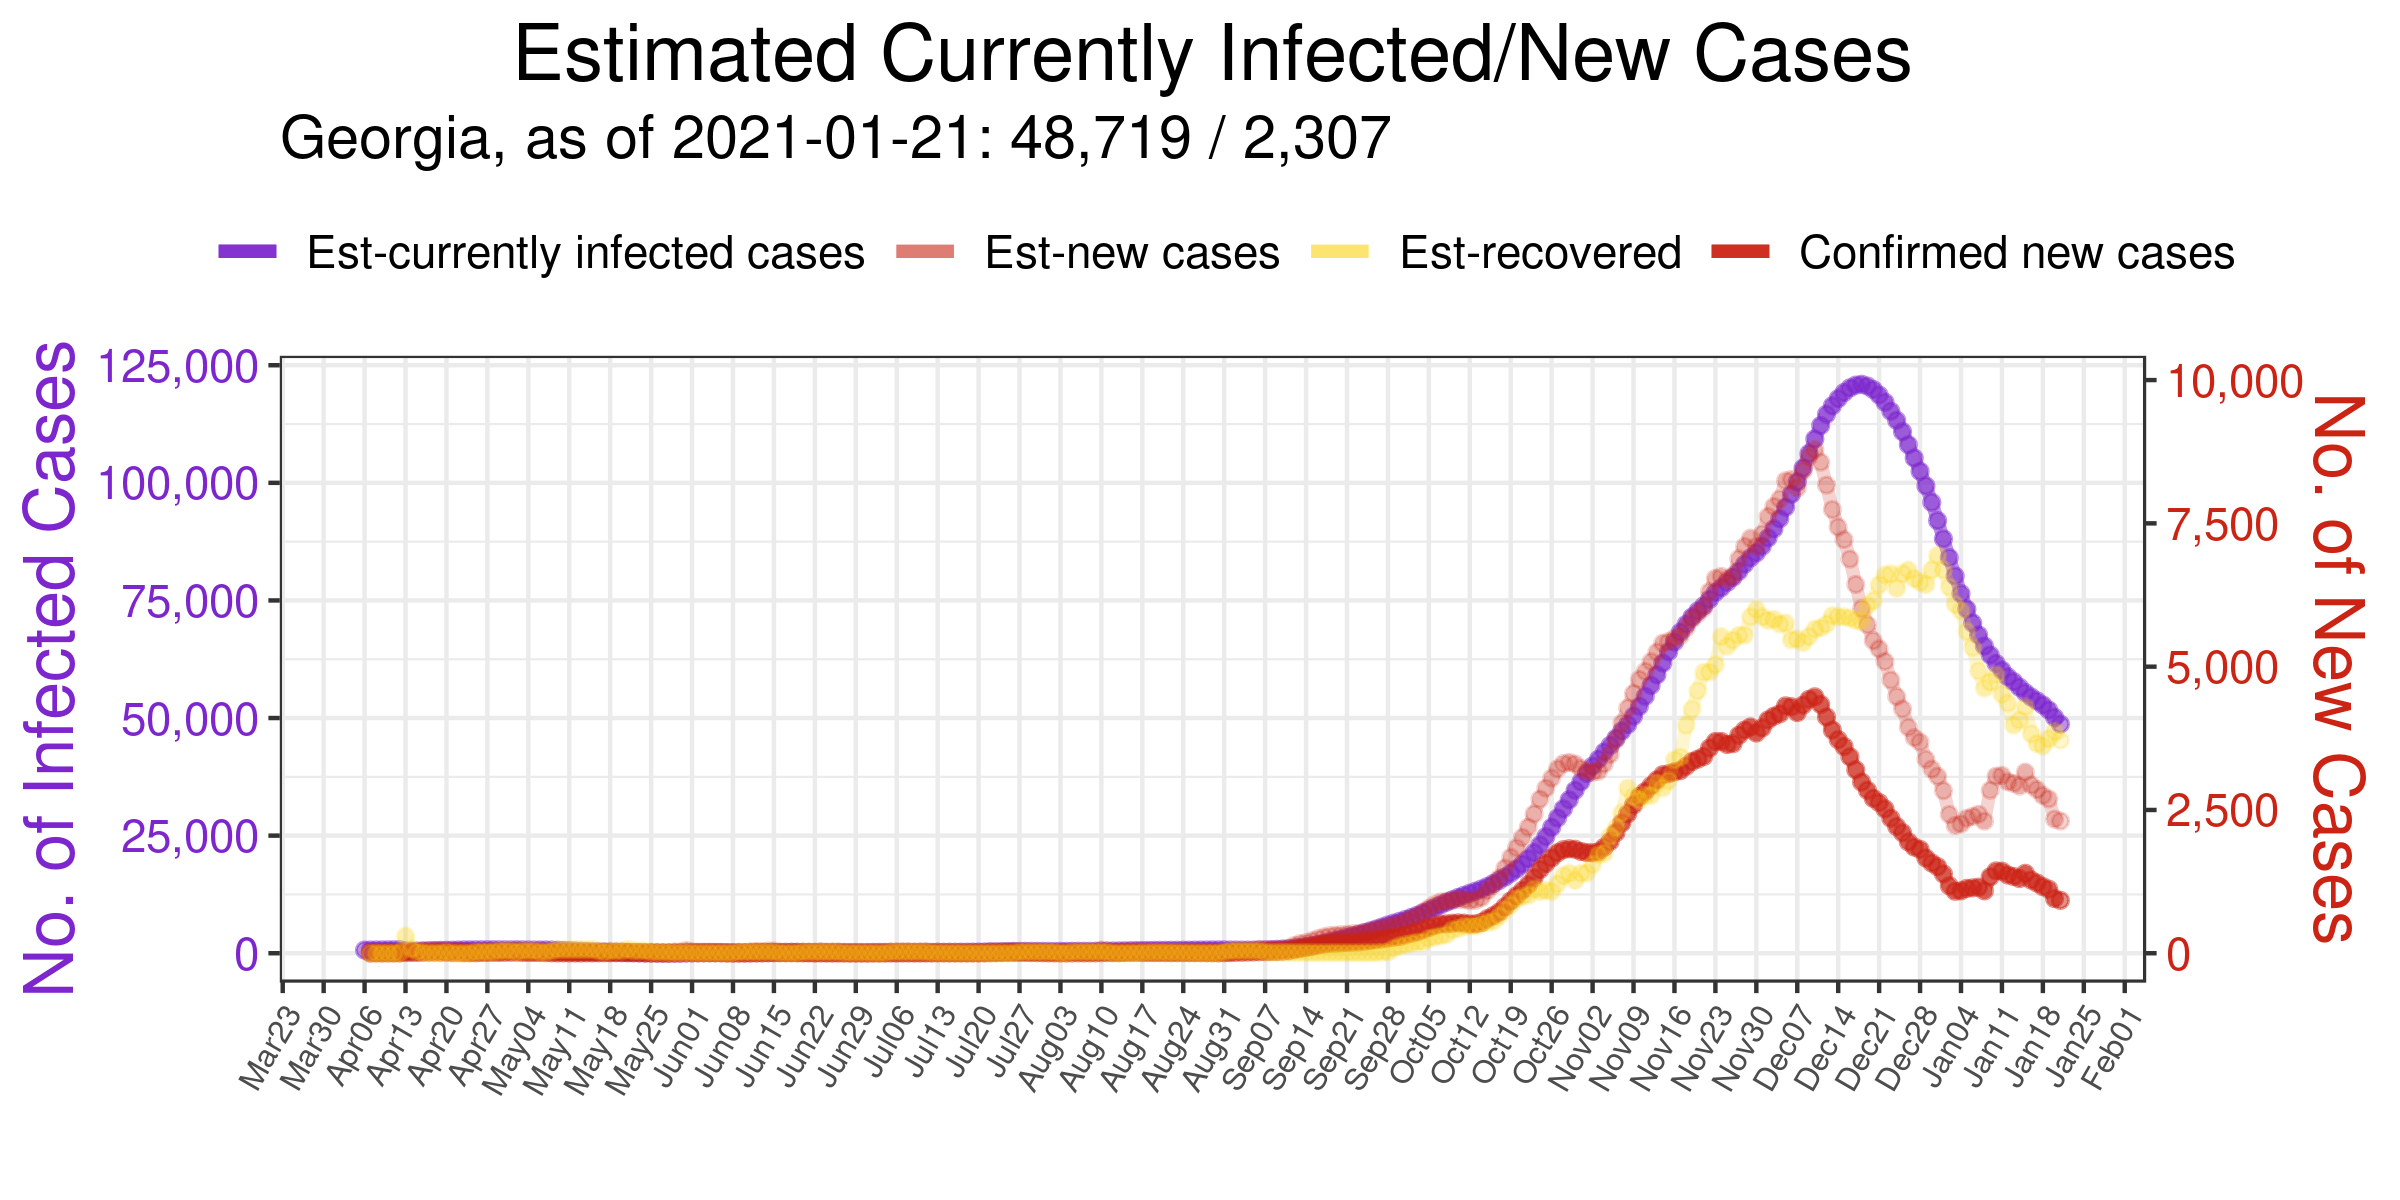 Estimated Currently Infected/New Cases
Georgia, as of 2021-01-21: 48,719 / 2,307
Est-currently infected cases
Est-new cases
Est-recovered
Confirmed new cases
No. of Infected Cases
125,000
100,000
75,000
50,000
25,000
0
10,000
7,500
5,000
2,500
0
No. of New Cases
Mar23
Mar30
Apr06
Apr13
Apr20
Apr27
May04
May11
May18
May25
Jun01
Jun08
Jun15
Jun22
Jun29
Jul06
Jul13
Jul20
Jul27
Aug03
Aug10
Aug17
Aug24
Aug31
Sep07
Sep14
Sep21
Sep28
Oct05
Oct12
Oct19
Oct26
Nov02
Nov09
Nov16
Nov23
Nov30
Dec07
Dec14
Dec21
Dec28
Jan04
Jan11
Jan18
Jan25
Feb01